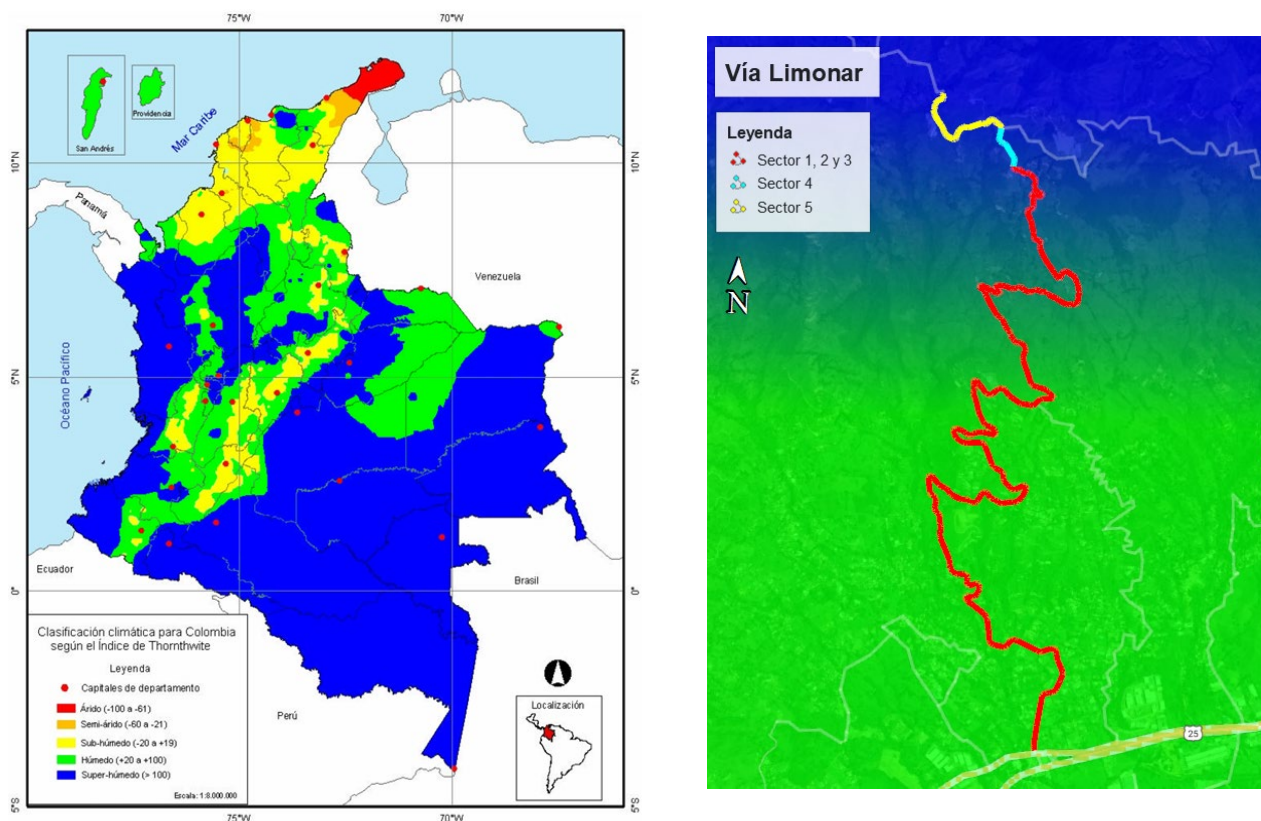 75°W
70°W
San Andrés
Providencia
Mar Caribe
10°N
10°N
Panamá
Venezuela
Océano Pacífico
5°N
5°N
Ecuador
0°
0°
Brasil
Clasificación climática para Colombia
según el Índice de Thornthwite
Leyenda
Capitales de departamento
Árido (-100 a -61)
Semi-árido (-60 a -21)
Sub-húmedo (-20 a +19)
Húmedo (+20 a +100)
Super-húmedo (> 100)
Escala: 1:8.000.000
Perú
Localización
5°S
5°S
75°W
70°W
Vía Limonar
Leyenda
Sector 1, 2 y 3
Sector 4
Sector 5
N
25